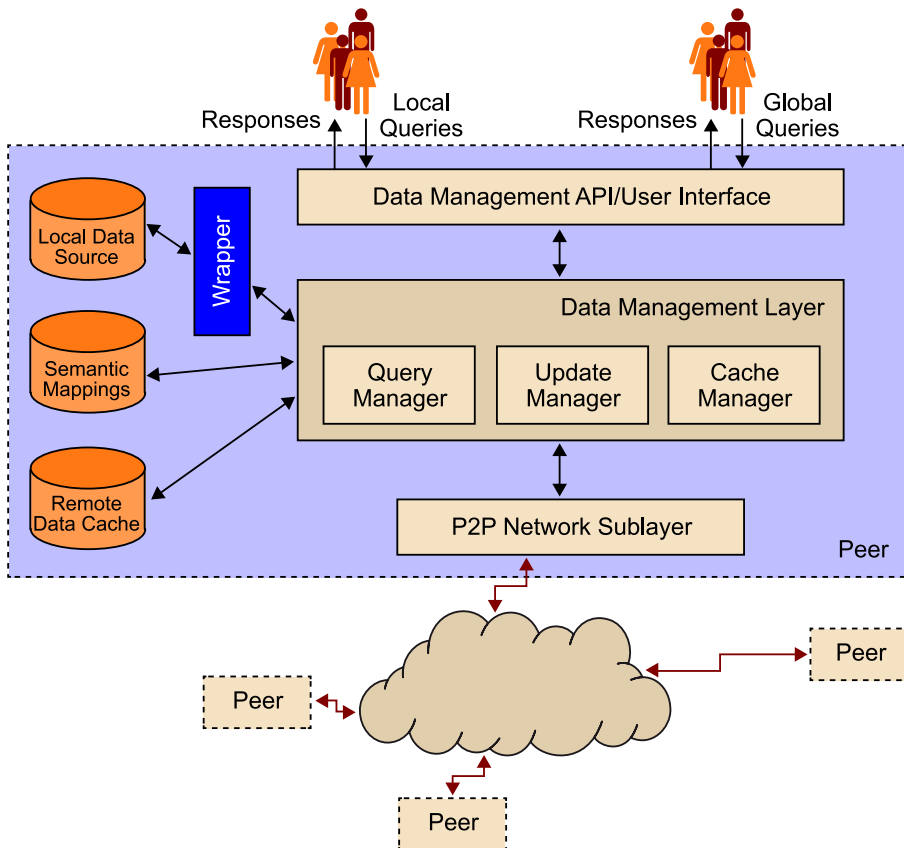 Responses
Local
Queries
Responses
Global
Queries
Data Management API/User Interface
Local Data
Source
Wrapper
Data Management Layer
Semantic
Mappings
Query
Manager
Update
Manager
Cache
Manager
Remote
Data Cache
P2P Network Sublayer
Peer
Peer
Peer
Peer